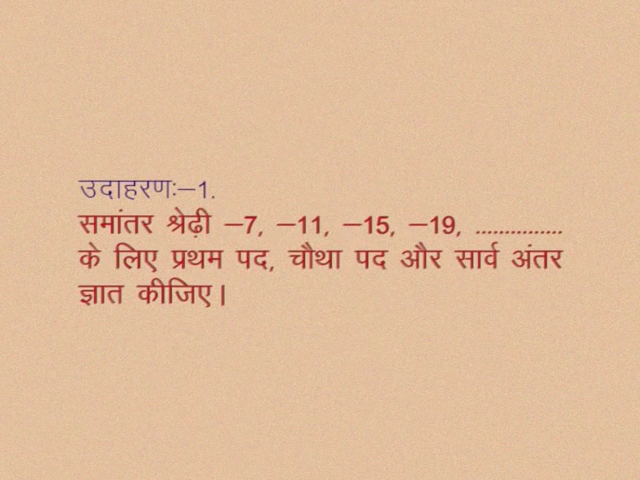 उदाहरणः–1.
समांतर श्रेढ़ी –7, –11, –15, –19, ...............
के लिए प्रथम पद, चौथा पद और सार्व अंतर
ज्ञात कीजिए।